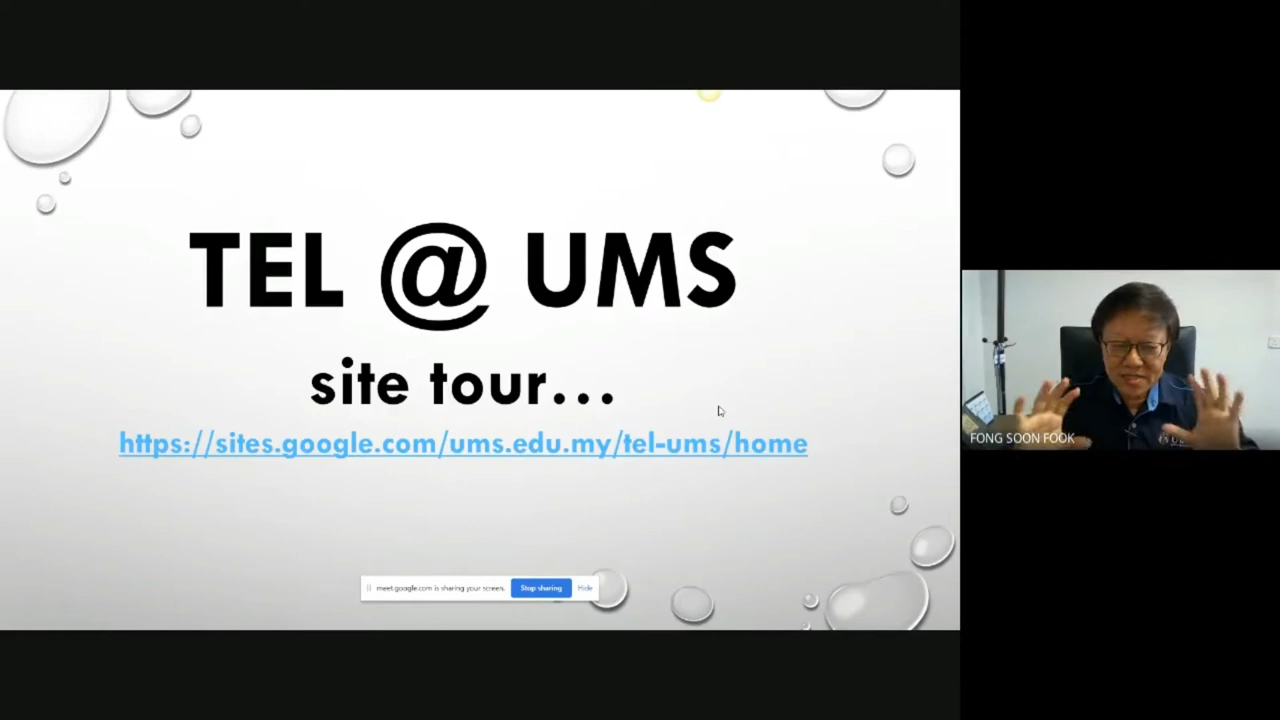 TEL @ UMS
site tour...
https://sites.google.com/ums.edu.my/tel-ums/home
meet.google.com is sharing your screen.
Stop sharing
Hide
FONG SOON FOOK